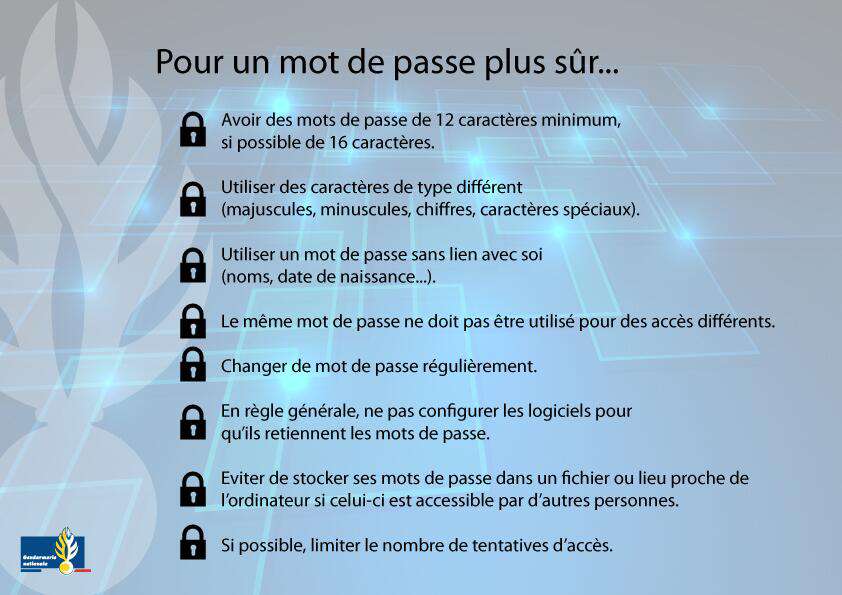 Pour un mot de passe plus sûr...
Avoir des mots de passe de 12 caractères minimum,
si possible de 16 caractères.
Utiliser des caractères de type différent
(majuscules, minuscules, chiffres, caractères spéciaux).
Utiliser un mot de passe sans lien avec soi
(noms, date de naissance...).
Le même mot de passe ne doit pas être utilisé pour des accès différents.
Changer de mot de passe régulièrement.
En règle générale, ne pas configurer les logiciels pour
qu'ils retiennent les mots de passe.
Eviter de stocker ses mots de passe dans un fichier ou lieu proche de
l'ordinateur si celui-ci est accessible par d'autres personnes.
Si possible, limiter le nombre de tentatives d'accès.
Gendarmerie
nationale